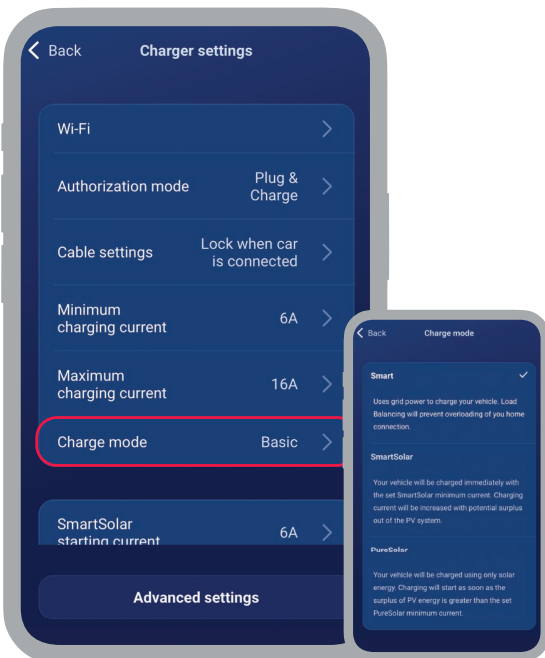 Back
Charger settings
Wi-Fi
Authorization mode
Plug &
Charge
Cable settings
Lock when car
is connected
Minimum
charging current
6A
Maximum
charging current
16A
Charge mode
Basic
SmartSolar
starting current
6A
Advanced settings
Back
Charge mode
Smart
Uses grid power to charge your vehicle. Load
Balancing will prevent overloading of you home
connection.
SmartSolar
Your vehicle will be charged immediately with
the set SmartSolar minimum current. Charging
current will be increased with potential surplus
out of the PV system.
PureSolar
Your vehicle will be charged using only solar
energy. Charging will start as soon as the
surplus of PV energy is greater than the set
PureSolar minimum current.